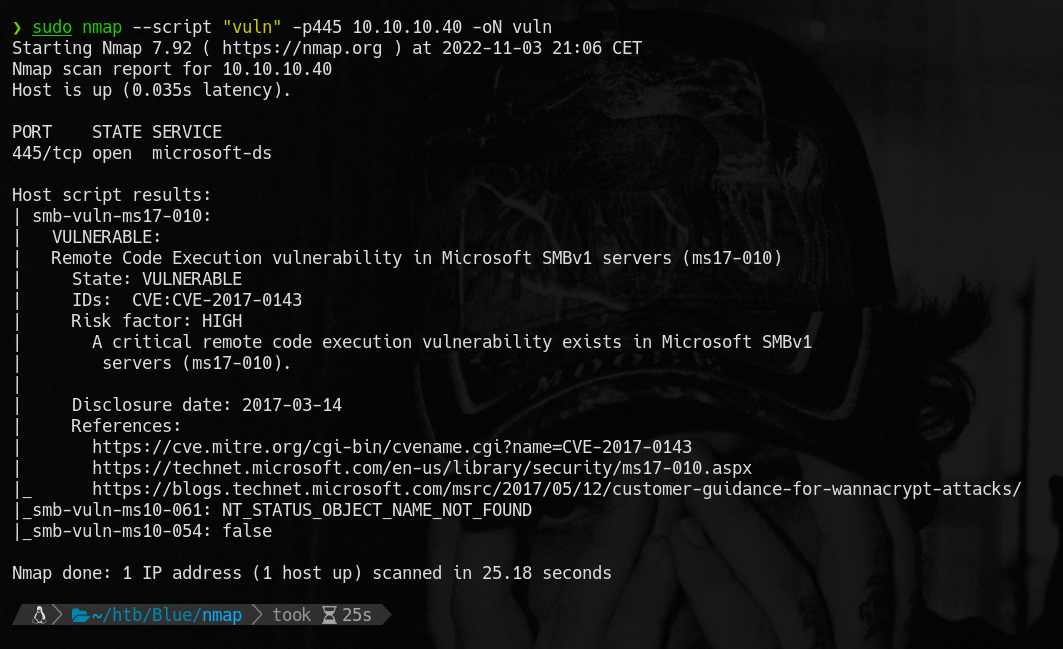 ❯ sudo nmap --script "vuln" -p445 10.10.10.40 -oN vuln
Starting Nmap 7.92 ( https://nmap.org ) at 2022-11-03 21:06 CET
Nmap scan report for 10.10.10.40
Host is up (0.035s latency).
PORT    STATE SERVICE
445/tcp open  microsoft-ds
Host script results:
| smb-vuln-ms17-010:
|   VULNERABLE:
|   Remote Code Execution vulnerability in Microsoft SMBv1 servers (ms17-010)
|     State: VULNERABLE
|     IDs:  CVE:CVE-2017-0143
|     Risk factor: HIGH
|       A critical remote code execution vulnerability exists in Microsoft SMBv1
|        servers (ms17-010).
|
|     Disclosure date: 2017-03-14
|     References:
|       https://cve.mitre.org/cgi-bin/cvename.cgi?name=CVE-2017-0143
|       https://technet.microsoft.com/en-us/library/security/ms17-010.aspx
|_      https://blogs.technet.microsoft.com/msrc/2017/05/12/customer-guidance-for-wannacrypt-attacks/
|_smb-vuln-ms10-061: NT_STATUS_OBJECT_NAME_NOT_FOUND
|_smb-vuln-ms10-054: false
Nmap done: 1 IP address (1 host up) scanned in 25.18 seconds
~/htb/Blue/nmap took 25s